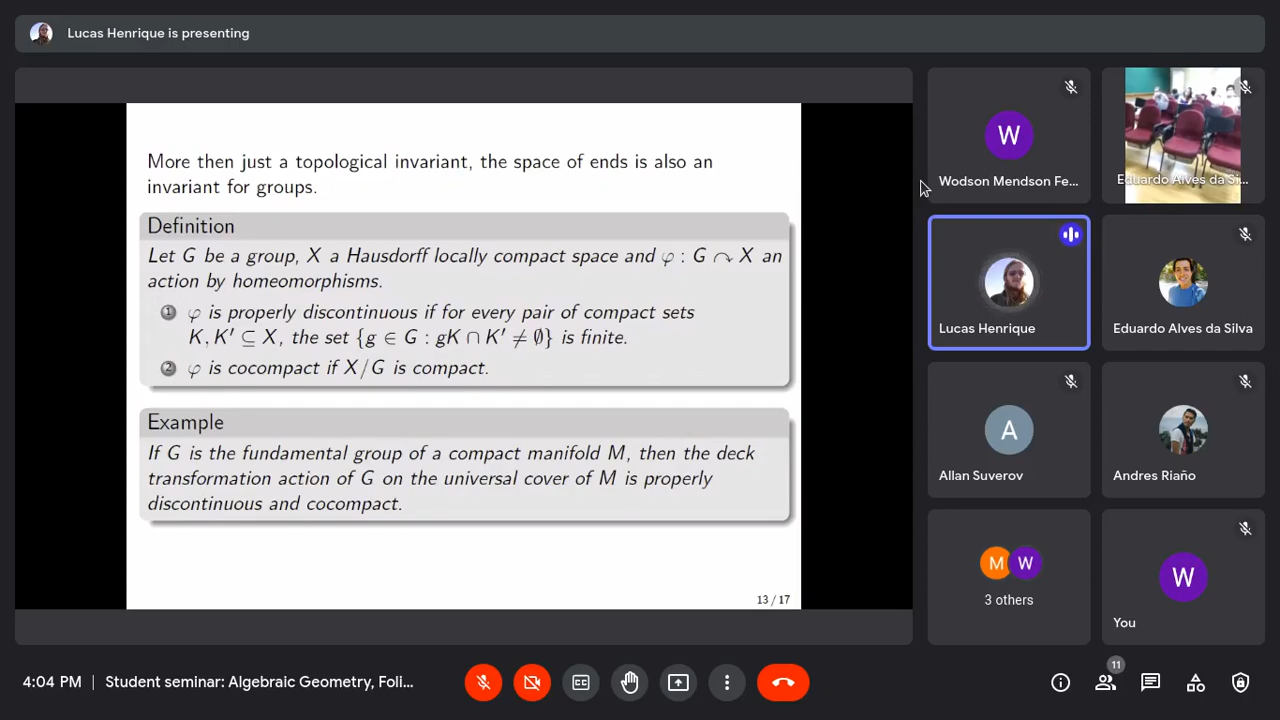 Lucas Henrique is presenting
More then just a topological invariant, the space of ends is also an
invariant for groups.
Definition
Let G be a group, X a Hausdorff locally compact space and φ : G ↷ X an
action by homeomorphisms.
1 φ is properly discontinuous if for every pair of compact sets
K, K′ ⊆ X, the set {g ∈ G : gK ∩ K′ ≠ ∅} is finite.
2 φ is cocompact if X/G is compact.
Example
If G is the fundamental group of a compact manifold M, then the deck
transformation action of G on the universal cover of M is properly
discontinuous and cocompact.
13 / 17
W
Wodson Mendson Fe...
Eduardo Alves da Sil...
Lucas Henrique
Eduardo Alves da Silva
A
Allan Suverov
Andres Riaño
M W
3 others
W
You
4:04 PM | Student seminar: Algebraic Geometry, Foli...
11